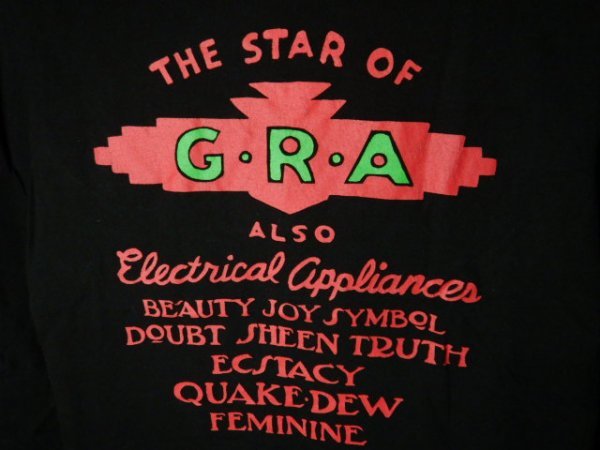 THE STAR OF
G·R·A
ALSO
Electrical Appliances
BEAUTY JOY SYMBOL
DOUBT SHEEN TRUTH
ECSTACY
QUAKE·DEW
FEMININE